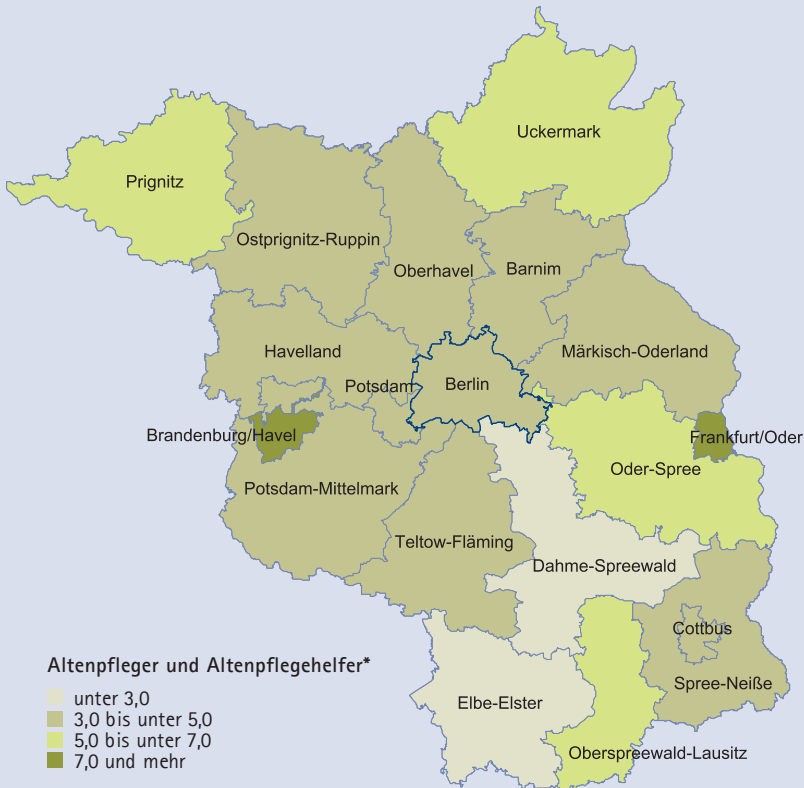 Uckermark
Prignitz
Ostprignitz-Ruppin
Oberhavel
Barnim
Havelland
Märkisch-Oderland
Potsdam
Berlin
Brandenburg/Havel
Frankfurt/Oder
Oder-Spree
Potsdam-Mittelmark
Teltow-Fläming
Dahme-Spreewald
Cottbus
Spree-Neiße
Elbe-Elster
Oberspreewald-Lausitz
Altenpfleger und Altenpflegehelfer*
unter 3,0
3,0 bis unter 5,0
5,0 bis unter 7,0
7,0 und mehr